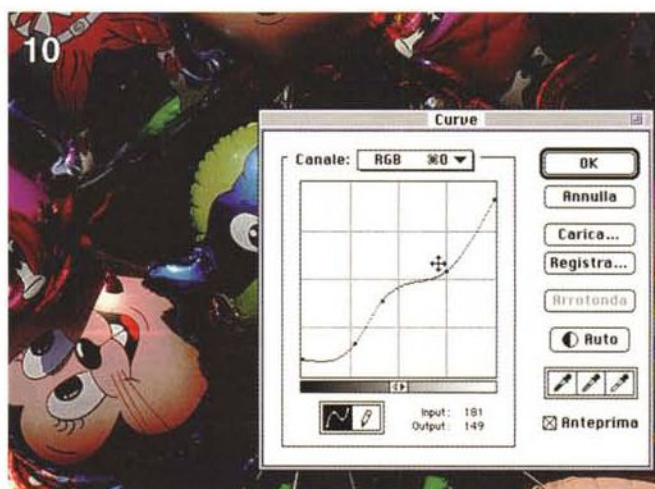 10
Curve
Canale: RGB ⌘0
OK
Annulla
Carica...
Registra...
Arrotonda
Auto
Input: 181
Output: 149
Anteprima